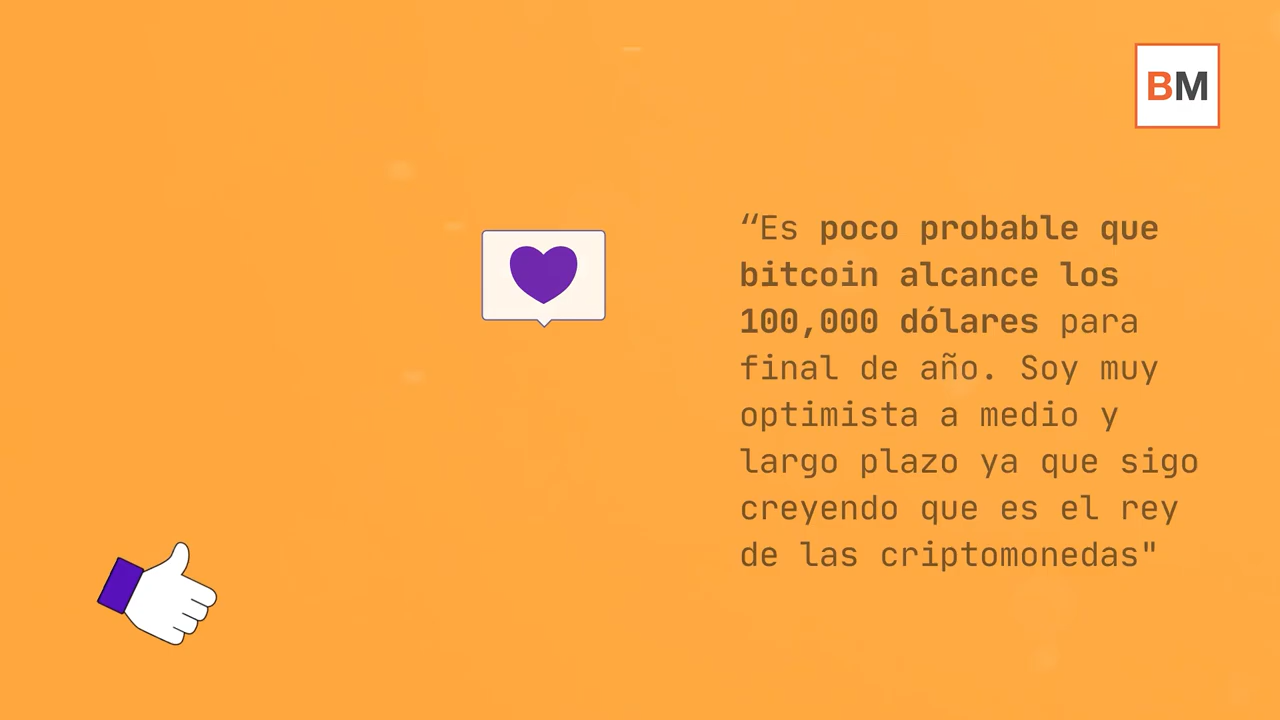 BM
“Es poco probable que
bitcoin alcance los
100,000 dólares para
final de año. Soy muy
optimista a medio y
largo plazo ya que sigo
creyendo que es el rey
de las criptomonedas"